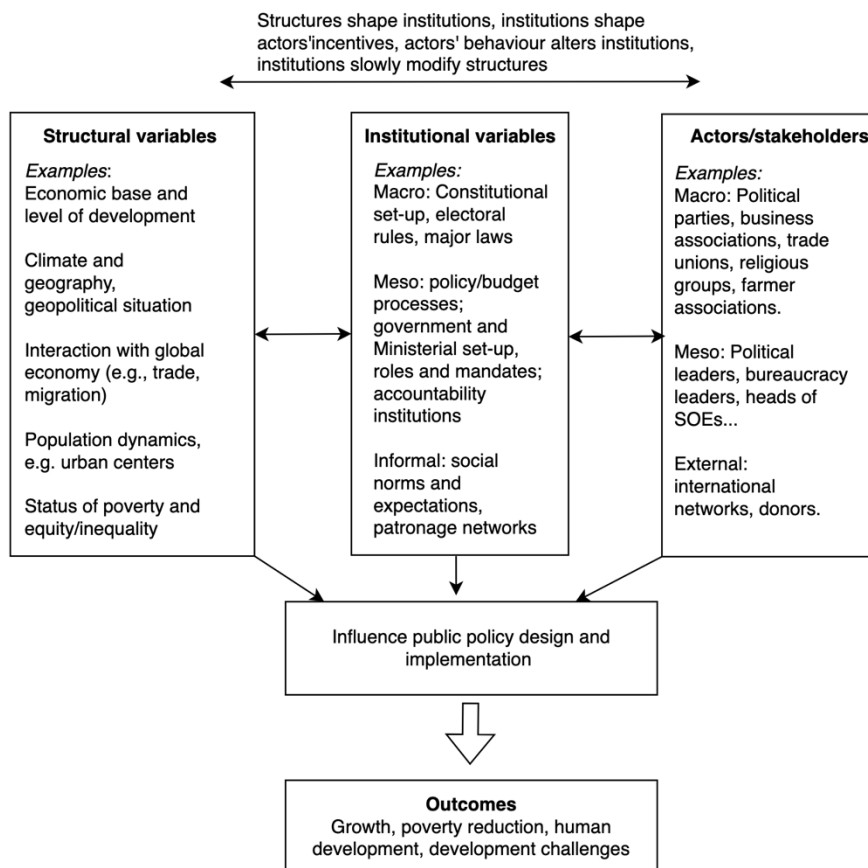 Structures shape institutions, institutions shape
actors'incentives, actors' behaviour alters institutions,
institutions slowly modify structures
Structural variables
Examples:
Economic base and
level of development
Climate and
geography,
geopolitical situation
Interaction with global
economy (e.g., trade,
migration)
Population dynamics,
e.g. urban centers
Status of poverty and
equity/inequality
Institutional variables
Examples:
Macro: Constitutional
set-up, electoral
rules, major laws
Meso: policy/budget
processes;
government and
Ministerial set-up,
roles and mandates;
accountability
institutions
Informal: social
norms and
expectations,
patronage networks
Actors/stakeholders
Examples:
Macro: Political
parties, business
associations, trade
unions, religious
groups, farmer
associations.
Meso: Political
leaders, bureaucracy
leaders, heads of
SOEs...
External:
international
networks, donors.
Influence public policy design and
implementation
Outcomes
Growth, poverty reduction, human
development, development challenges